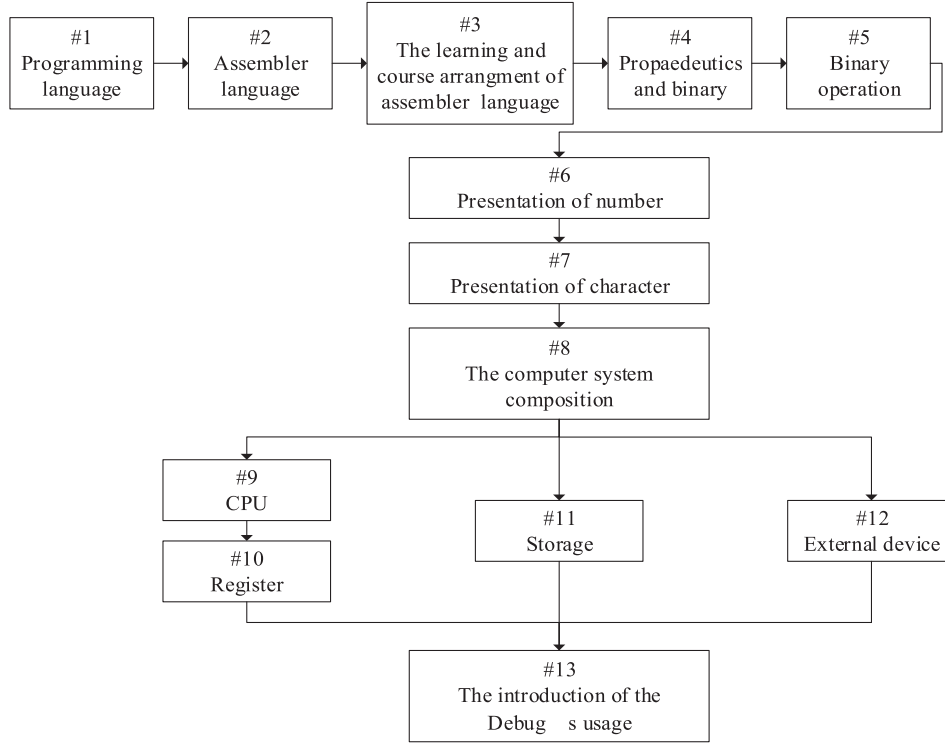 #1
Programming
language
#2
Assembler
language
#3
The learning and
course arrangment of
assembler language
#4
Propaedeutics
and binary
#5
Binary
operation
#6
Presentation of number
#7
Presentation of character
#8
The computer system
composition
#9
CPU
#10
Register
#11
Storage
#12
External device
#13
The introduction of the
Debug s usage